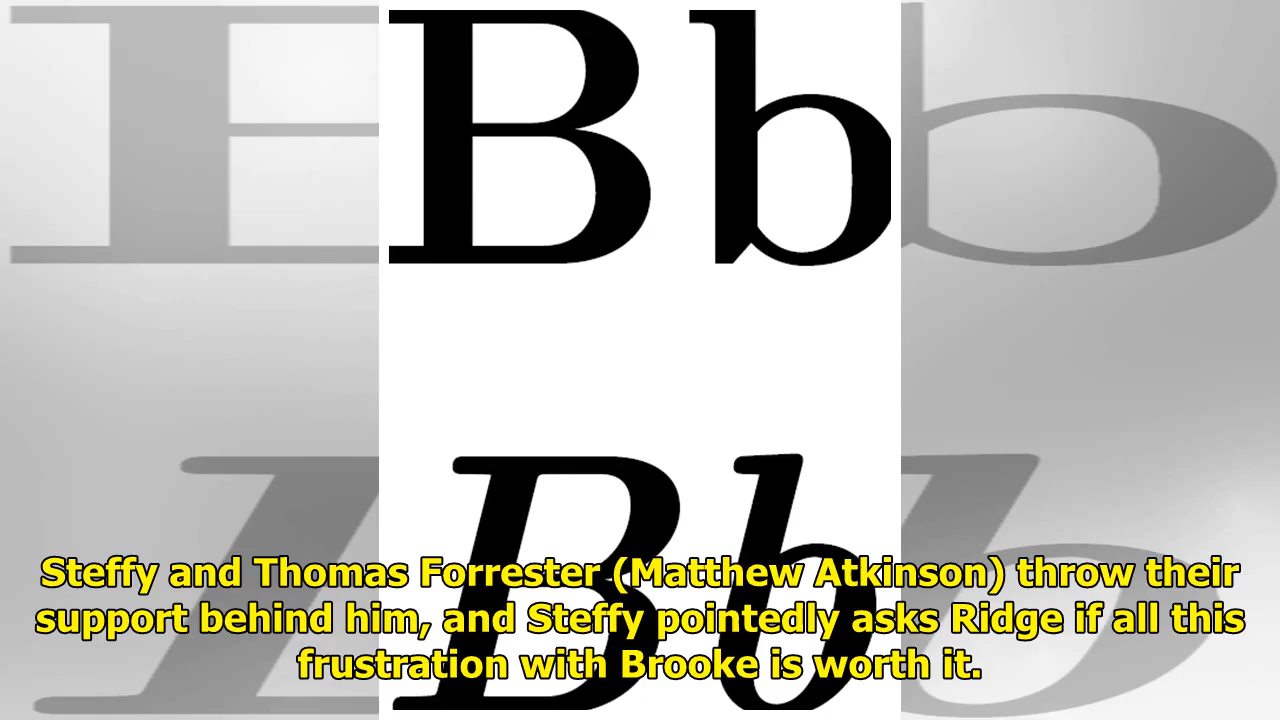 Bb
Bb
Steffy and Thomas Forrester (Matthew Atkinson) throw their
support behind him, and Steffy pointedly asks Ridge if all this
frustration with Brooke is worth it.